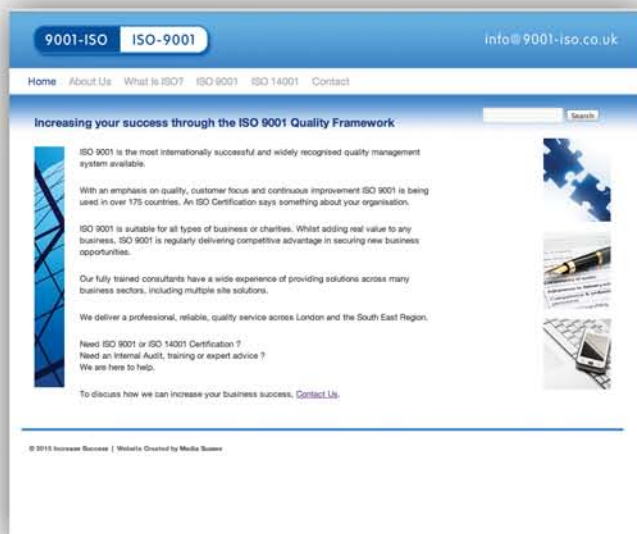 9001-ISO ISO-9001
info@9001-iso.co.uk
Home About Us What Is ISO? ISO 9001 ISO 14001 Contact
Search
Increasing your success through the ISO 9001 Quality Framework
ISO 9001 is the most internationally successful and widely recognised quality management
system available.
With an emphasis on quality, customer focus and continuous improvement ISO 9001 is being
used in over 175 countries. An ISO Certification says something about your organisation.
ISO 9001 is suitable for all types of business or charities. Whilst adding real value to any
business, ISO 9001 is regularly delivering competitive advantage in securing new business
opportunities.
Our fully trained consultants have a wide experience of providing solutions across many
business sectors, including multiple site solutions.
We deliver a professional, reliable, quality service across London and the South East Region.
Need ISO 9001 or ISO 14001 Certification ?
Need an Internal Audit, training or expert advice ?
We are here to help.
To discuss how we can increase your business success, Contact Us.
© 2015 Increase Success | Website Created by Media Sussex